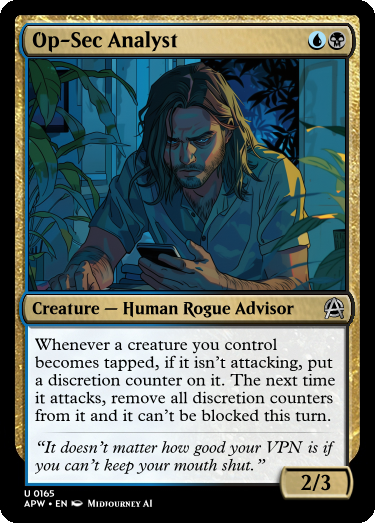 Op-Sec Analyst
Creature — Human Rogue Advisor
Whenever a creature you control
becomes tapped, if it isn't attacking, put
a discretion counter on it. The next time
it attacks, remove all discretion counters
from it and it can't be blocked this turn.
“It doesn't matter how good your VPN is if
you can't keep your mouth shut.”
2/3
U 0165
APW • EN Midjourney AI